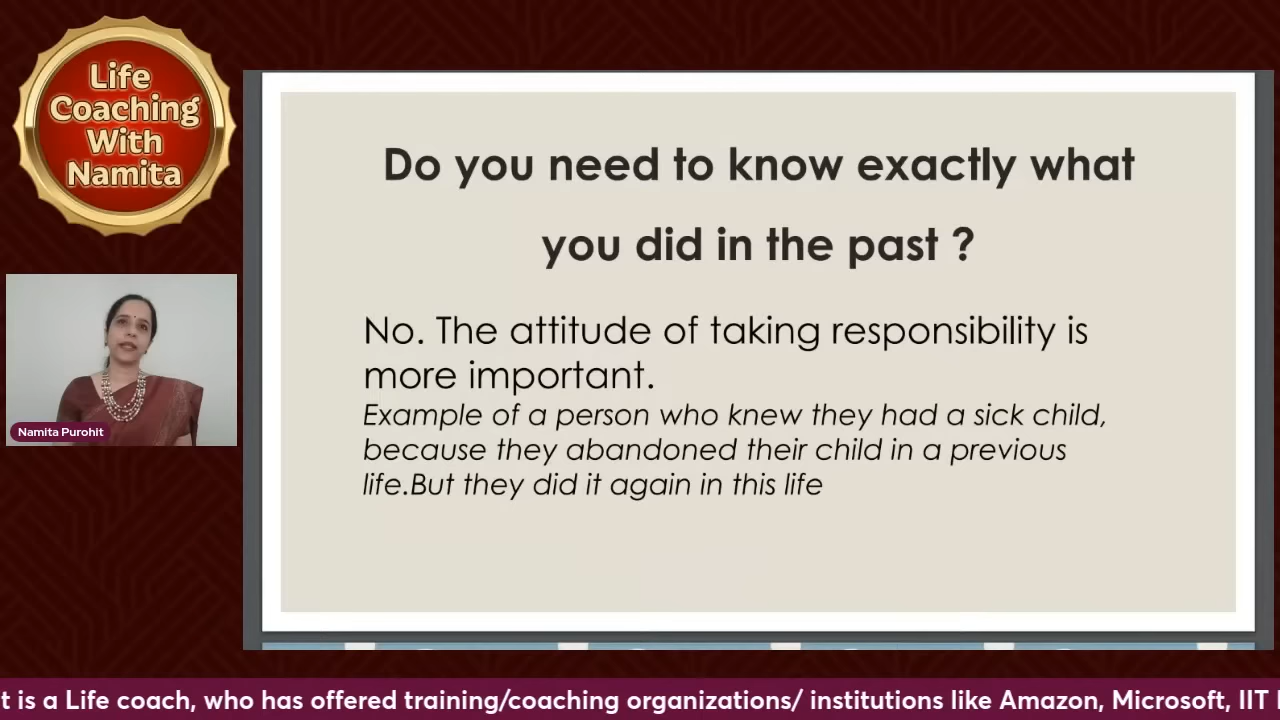 Life
Coaching
With
Namita
Do you need to know exactly what
you did in the past ?
No. The attitude of taking responsibility is
more important.
Example of a person who knew they had a sick child,
because they abandoned their child in a previous
life.But they did it again in this life
Namita Purohit
t is a Life coach, who has offered training/coaching organizations/ institutions like Amazon, Microsoft, IIT